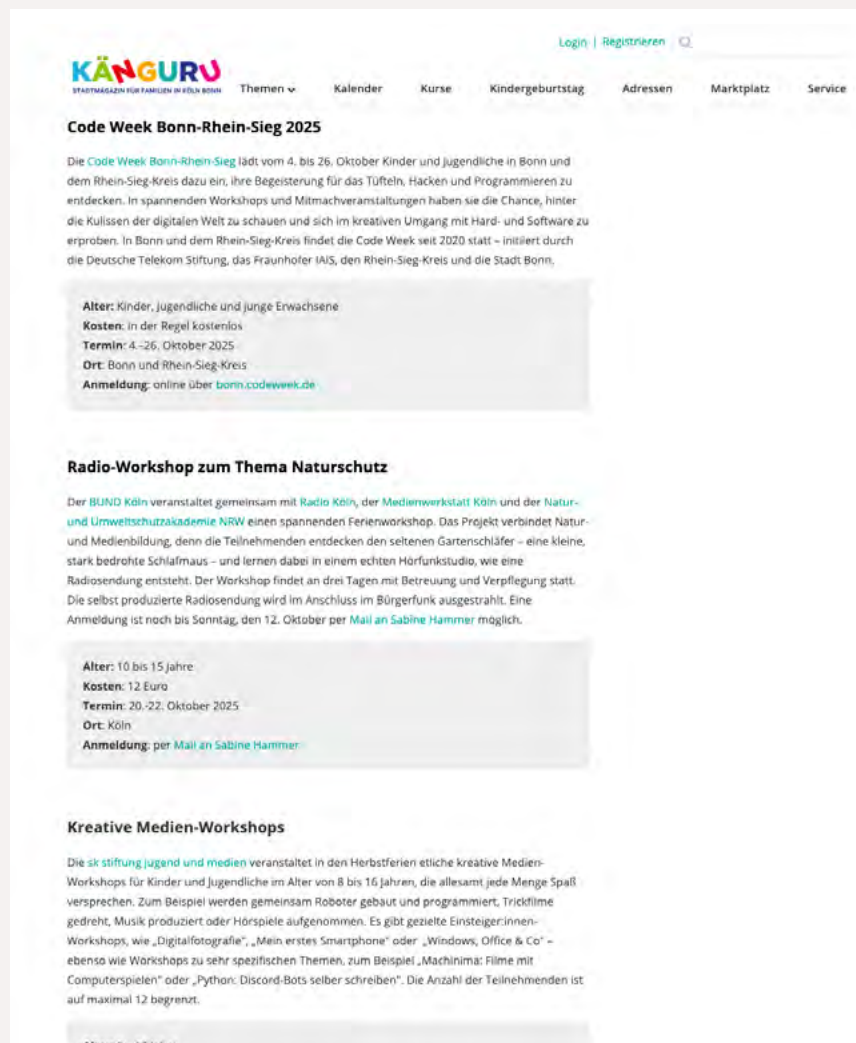 Login | Registrieren
KÄNGURU
STADTMAGAZIN FÜR FAMILIEN IN KÖLN BONN
Themen Kalender Kurse Kindergeburtstag Adressen Marktplatz Service
Code Week Bonn-Rhein-Sieg 2025
Die Code Week Bonn-Rhein-Sieg lädt vom 4. bis 26. Oktober Kinder und Jugendliche in Bonn und
dem Rhein-Sieg-Kreis dazu ein, ihre Begeisterung für das Tüfteln, Hacken und Programmieren zu
entdecken. In spannenden Workshops und Mitmachveranstaltungen haben sie die Chance, hinter
die Kulissen der digitalen Welt zu schauen und sich im kreativen Umgang mit Hard- und Software zu
erproben. In Bonn und dem Rhein-Sieg-Kreis findet die Code Week seit 2020 statt – initiiert durch
die Deutsche Telekom Stiftung, das Fraunhofer IAIS, den Rhein-Sieg-Kreis und die Stadt Bonn.
Alter: Kinder, Jugendliche und junge Erwachsene
Kosten: in der Regel kostenlos
Termin: 4.-26. Oktober 2025
Ort: Bonn und Rhein-Sieg-Kreis
Anmeldung: online über bonn.codeweek.de
Radio-Workshop zum Thema Naturschutz
Der BUND Köln veranstaltet gemeinsam mit Radio Köln, der Medienwerkstatt Köln und der Natur-
und Umweltschutzakademie NRW einen spannenden Ferienworkshop. Das Projekt verbindet Natur-
und Medienbildung, denn die Teilnehmenden entdecken den seltenen Gartenschläfer – eine kleine,
stark bedrohte Schlafmaus – und lernen dabei in einem echten Hörfunkstudio, wie eine
Radiosendung entsteht. Der Workshop findet an drei Tagen mit Betreuung und Verpflegung statt.
Die selbst produzierte Radiosendung wird im Anschluss im Bürgerfunk ausgestrahlt. Eine
Anmeldung ist noch bis Sonntag, den 12. Oktober per Mail an Sabine Hammer möglich.
Alter: 10 bis 15 Jahre
Kosten: 12 Euro
Termin: 20.-22. Oktober 2025
Ort: Köln
Anmeldung: per Mail an Sabine Hammer
Kreative Medien-Workshops
Die sk stiftung jugend und medien veranstaltet in den Herbstferien etliche kreative Medien-
Workshops für Kinder und Jugendliche im Alter von 8 bis 16 Jahren, die allesamt jede Menge Spaß
versprechen. Zum Beispiel werden gemeinsam Roboter gebaut und programmiert, Trickfilme
gedreht, Musik produziert oder Hörspiele aufgenommen. Es gibt gezielte Einsteiger:innen-
Workshops, wie „Digitalfotografie", „Mein erstes Smartphone" oder „Windows, Office & Co" –
ebenso wie Workshops zu sehr spezifischen Themen, zum Beispiel „Machinima: Filme mit
Computerspielen" oder „Python: Discord-Bots selber schreiben". Die Anzahl der Teilnehmenden ist
auf maximal 12 begrenzt.